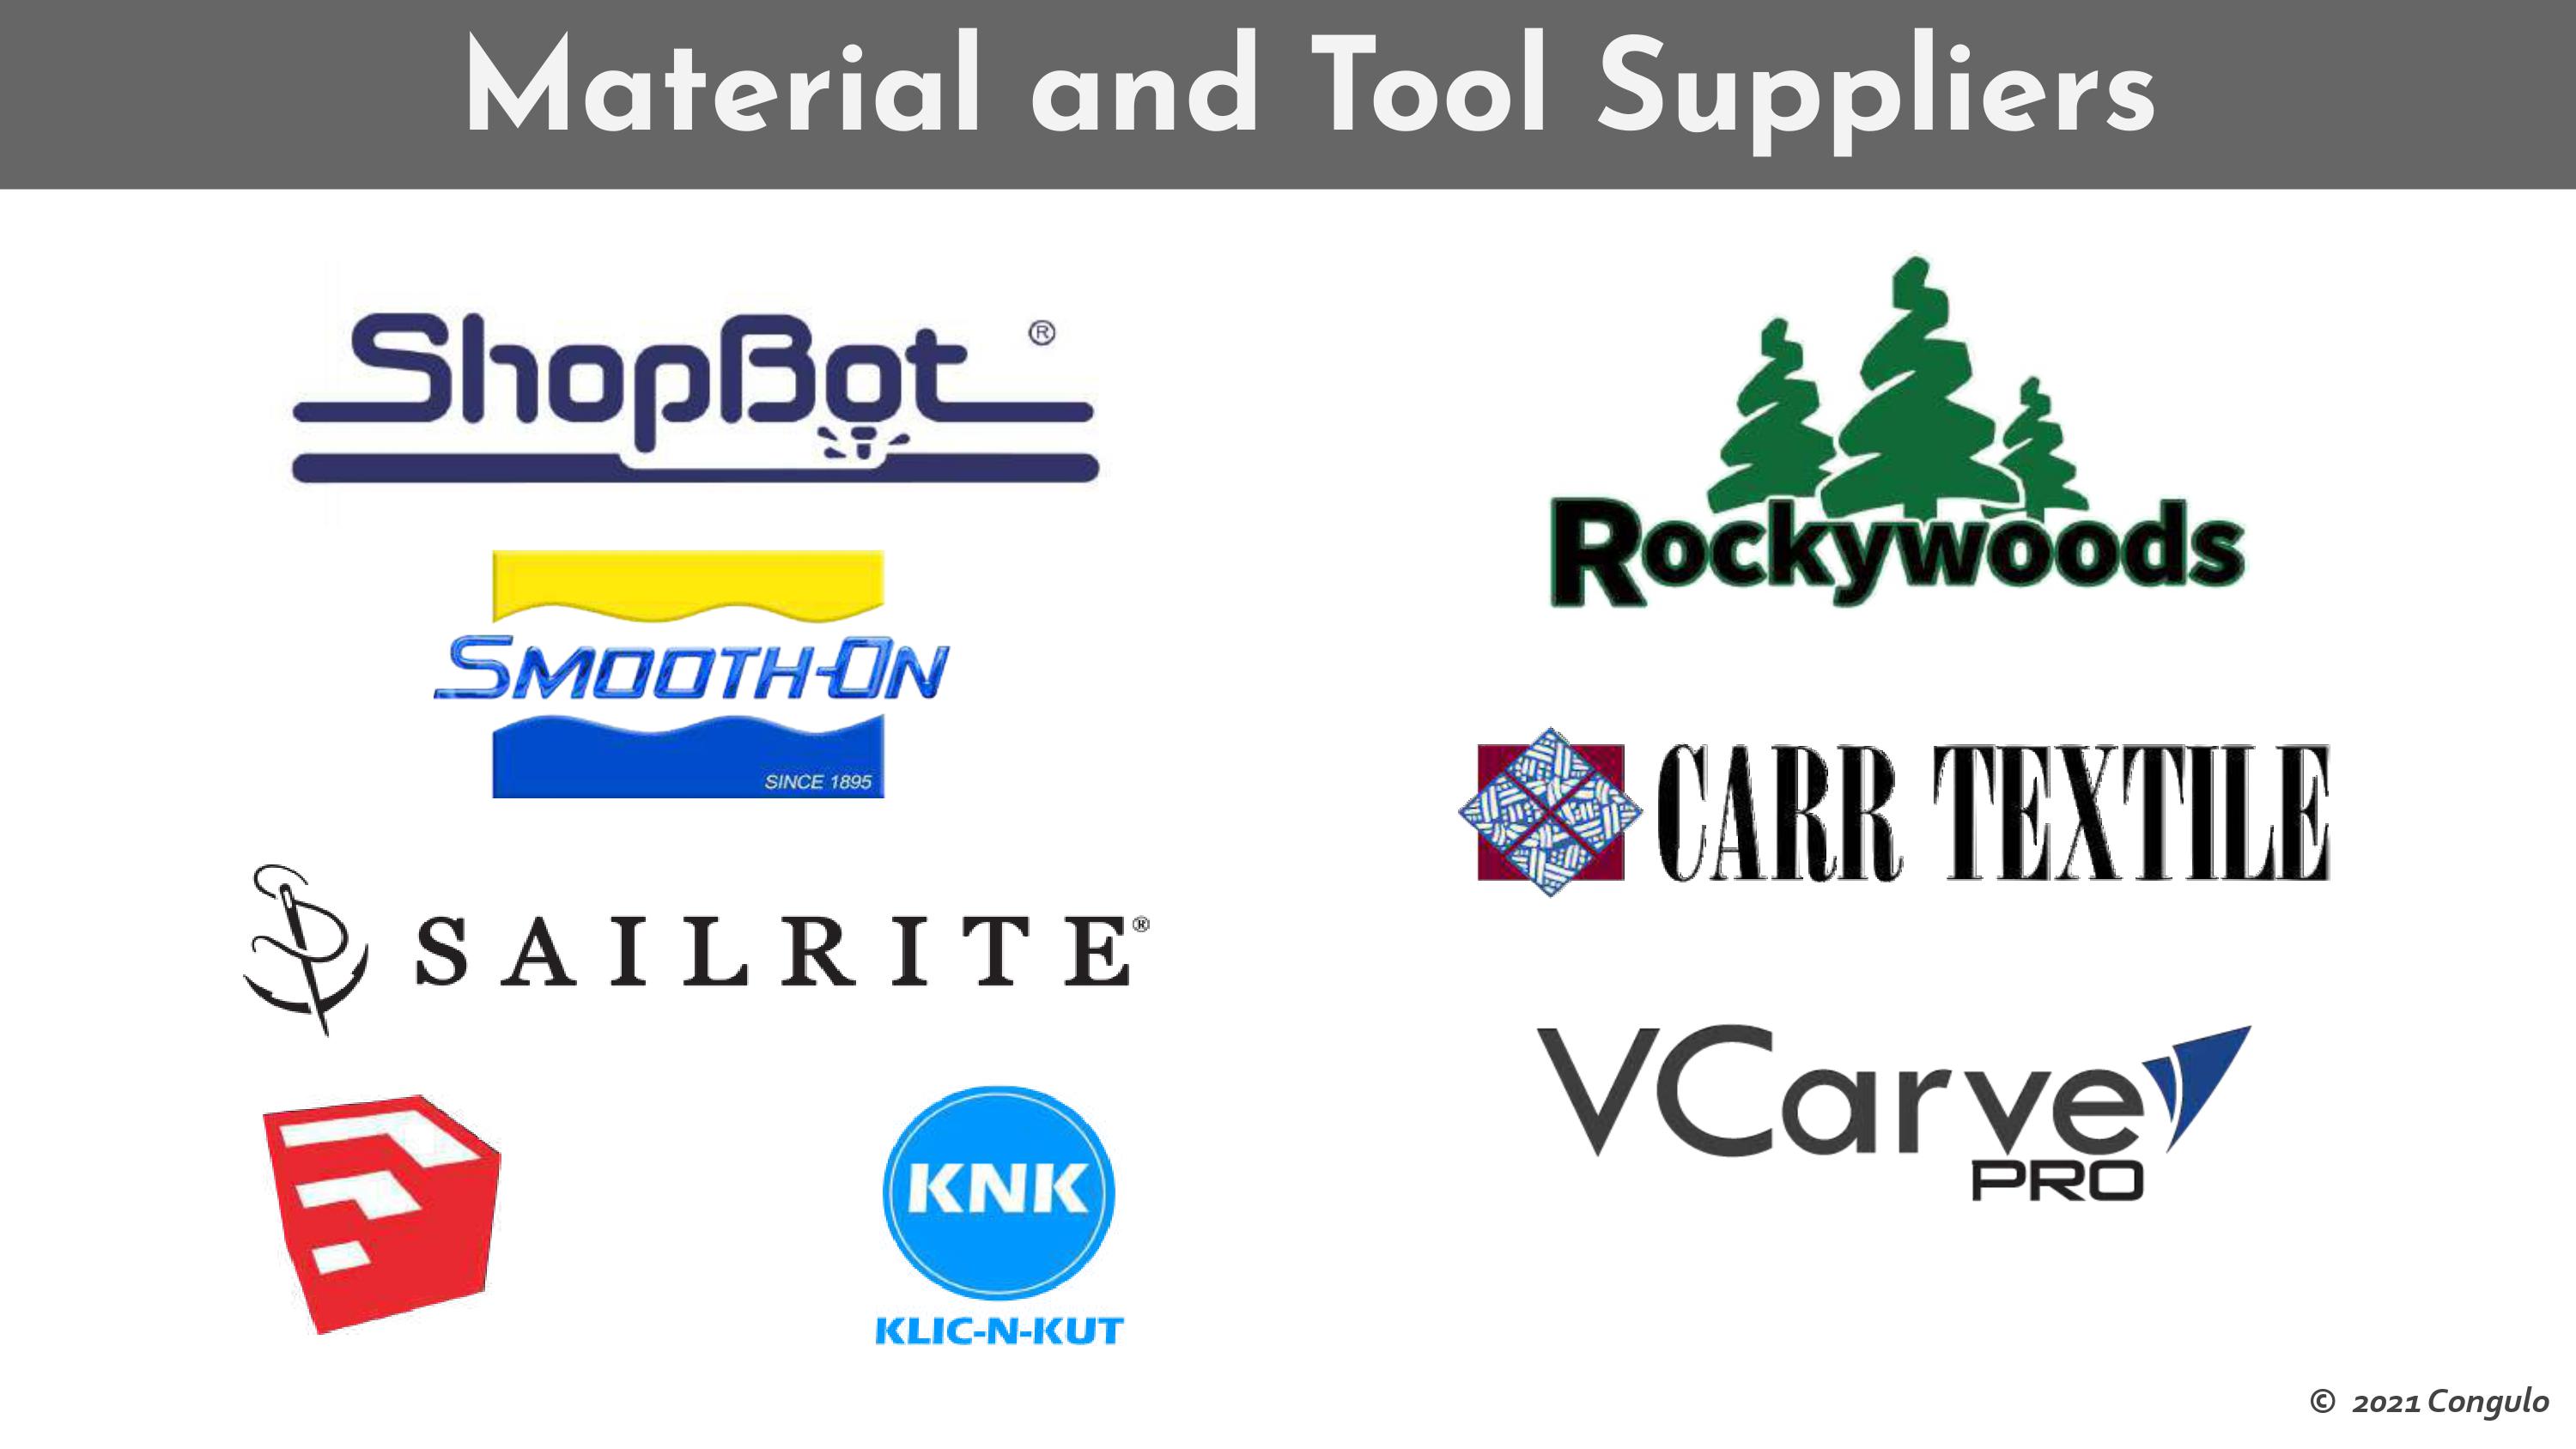 Material and Tool Suppliers
ShopBot ®
SMOOTH-ON
SINCE 1895
SAILRITE®
KNK
KLIC-N-KUT
Rockywoods
CARR TEXTILE
VCarve
PRO
© 2021 Congulo